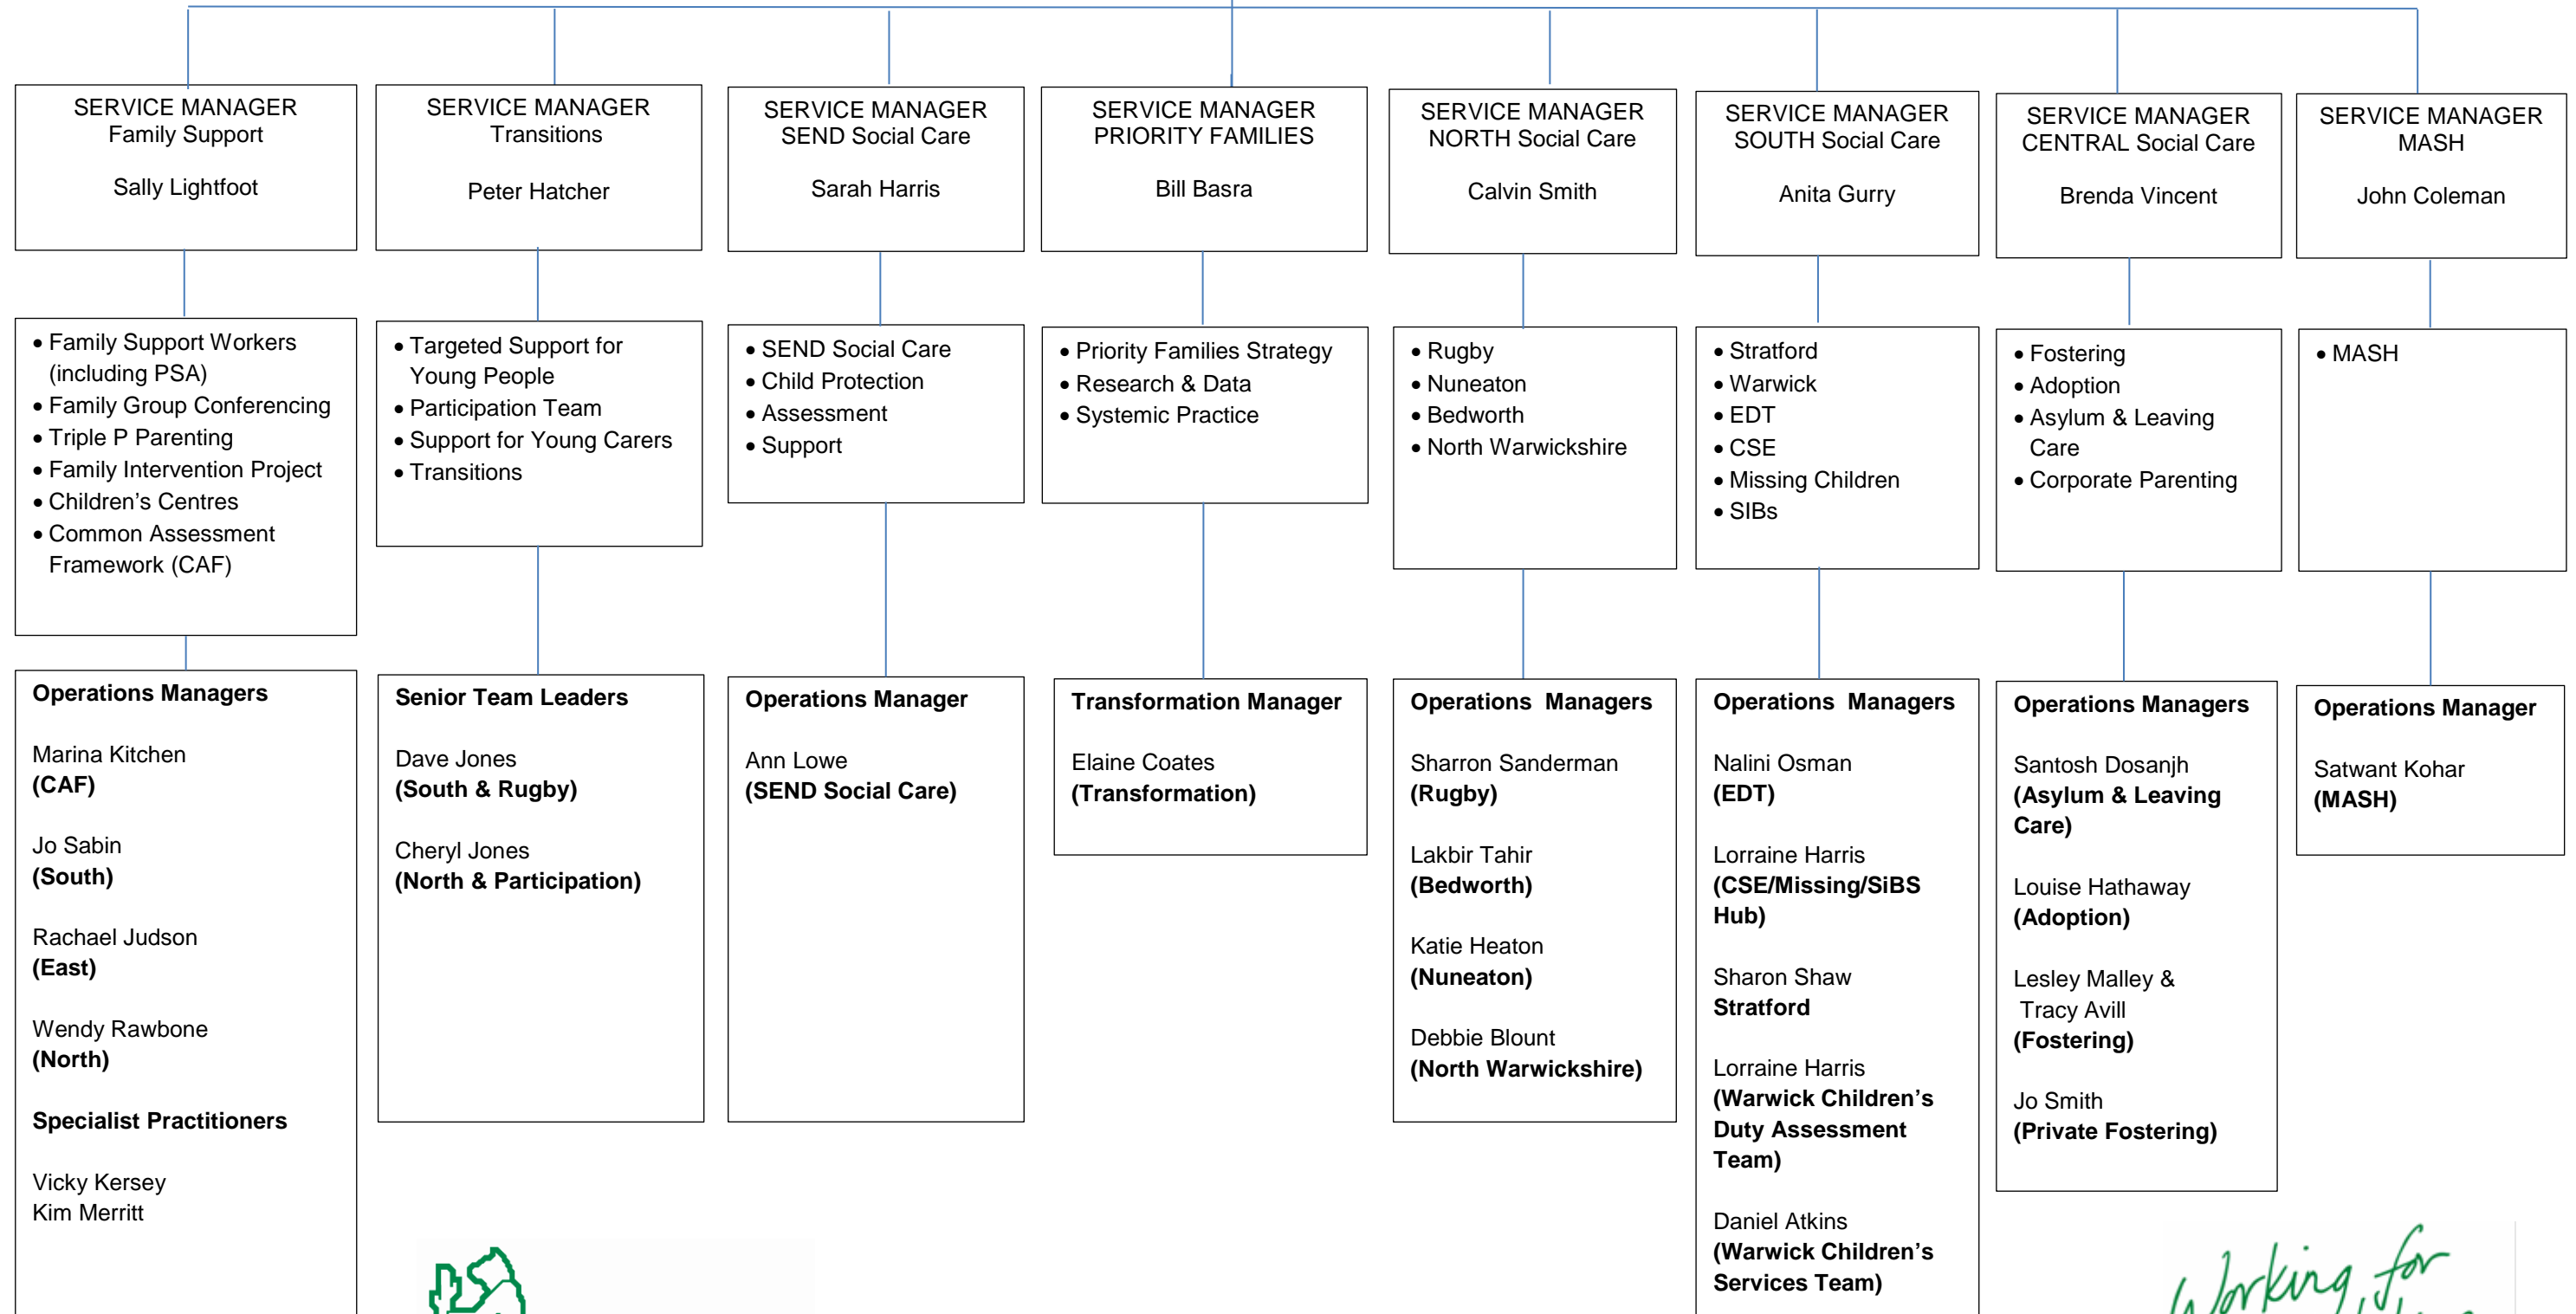 SERVICE MANAGER
Family Support
Sally Lightfoot
SERVICE MANAGER
Transitions
Peter Hatcher
SERVICE MANAGER
SEND Social Care
Sarah Harris
SERVICE MANAGER
PRIORITY FAMILIES
Bill Basra
SERVICE MANAGER
NORTH Social Care
Calvin Smith
SERVICE MANAGER
SOUTH Social Care
Anita Gurry
SERVICE MANAGER
CENTRAL Social Care
Brenda Vincent
SERVICE MANAGER
MASH
John Coleman
• Family Support Workers
(including PSA)
• Family Group Conferencing
• Triple P Parenting
• Family Intervention Project
• Children’s Centres
• Common Assessment
Framework (CAF)
• Targeted Support for
Young People
• Participation Team
• Support for Young Carers
• Transitions
• SEND Social Care
• Child Protection
• Assessment
• Support
• Priority Families Strategy
• Research & Data
• Systemic Practice
• Rugby
• Nuneaton
• Bedworth
• North Warwickshire
• Stratford
• Warwick
• EDT
• CSE
• Missing Children
• SIBs
• Fostering
• Adoption
• Asylum & Leaving
Care
• Corporate Parenting
• MASH
Operations Managers
Marina Kitchen
(CAF)
Jo Sabin
(South)
Rachael Judson
(East)
Wendy Rawbone
(North)
Specialist Practitioners
Vicky Kersey
Kim Merritt
Senior Team Leaders
Dave Jones
(South & Rugby)
Cheryl Jones
(North & Participation)
Operations Manager
Ann Lowe
(SEND Social Care)
Transformation Manager
Elaine Coates
(Transformation)
Operations Managers
Sharron Sanderman
(Rugby)
Lakbir Tahir
(Bedworth)
Katie Heaton
(Nuneaton)
Debbie Blount
(North Warwickshire)
Operations Managers
Nalini Osman
(EDT)
Lorraine Harris
(CSE/Missing/SiBS
Hub)
Sharon Shaw
Stratford
Lorraine Harris
(Warwick Children’s
Duty Assessment
Team)
Daniel Atkins
(Warwick Children’s
Services Team)
Operations Managers
Santosh Dosanjh
(Asylum & Leaving
Care)
Louise Hathaway
(Adoption)
Lesley Malley &
Tracy Avill
(Fostering)
Jo Smith
(Private Fostering)
Operations Manager
Satwant Kohar
(MASH)
Working for